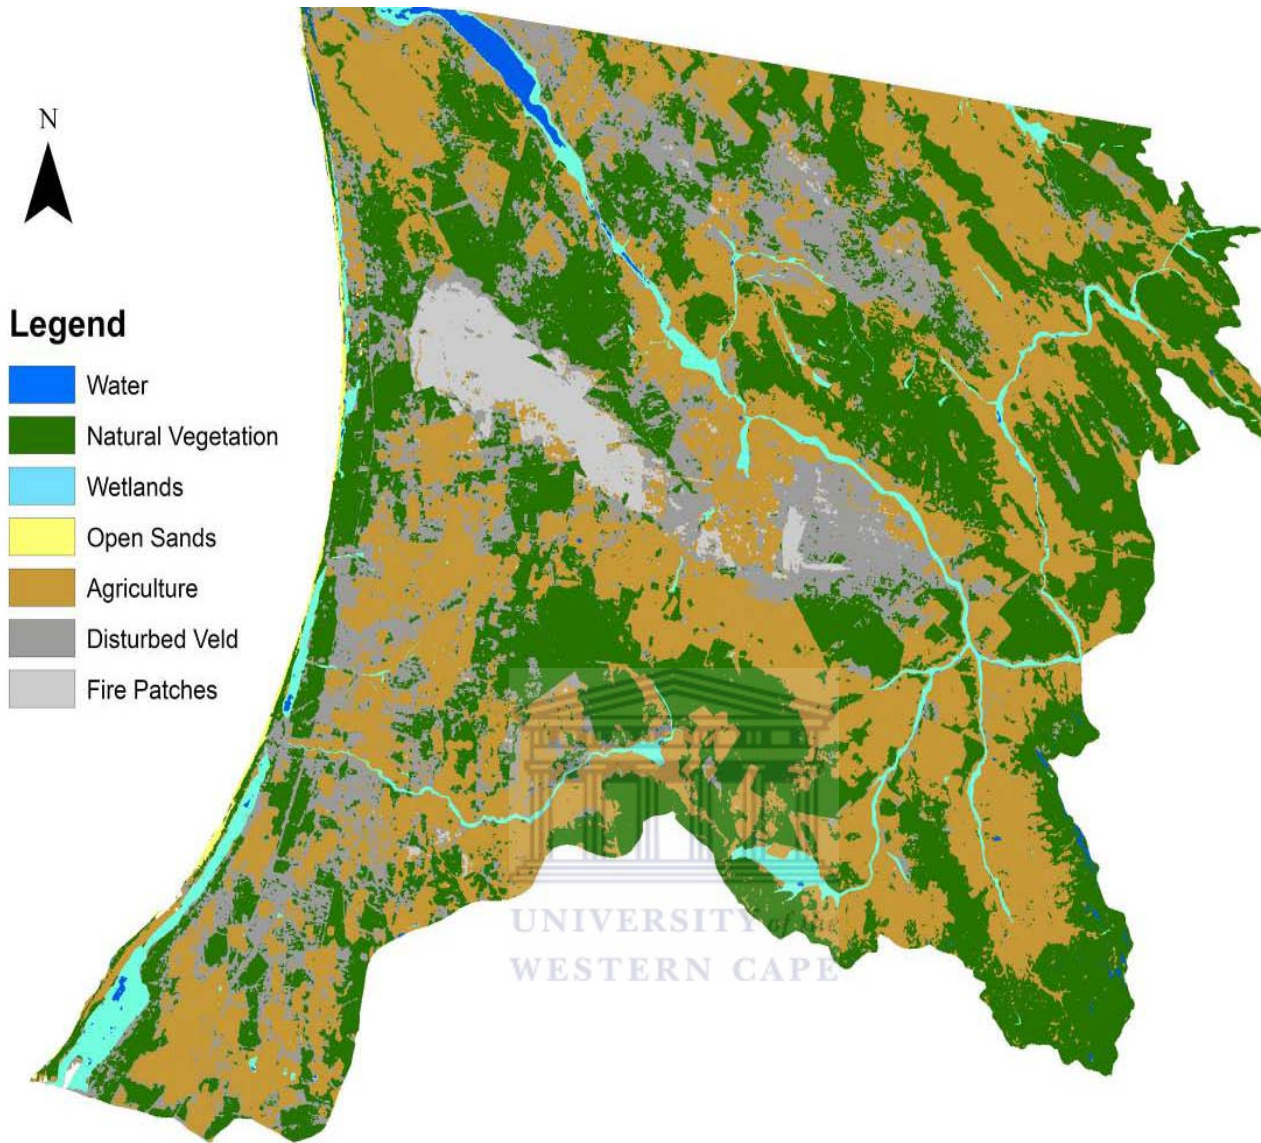 N
Legend
Water
Natural Vegetation
Wetlands
Open Sands
Agriculture
Disturbed Veld
Fire Patches
UNIVERSITY of the
WESTERN CAPE